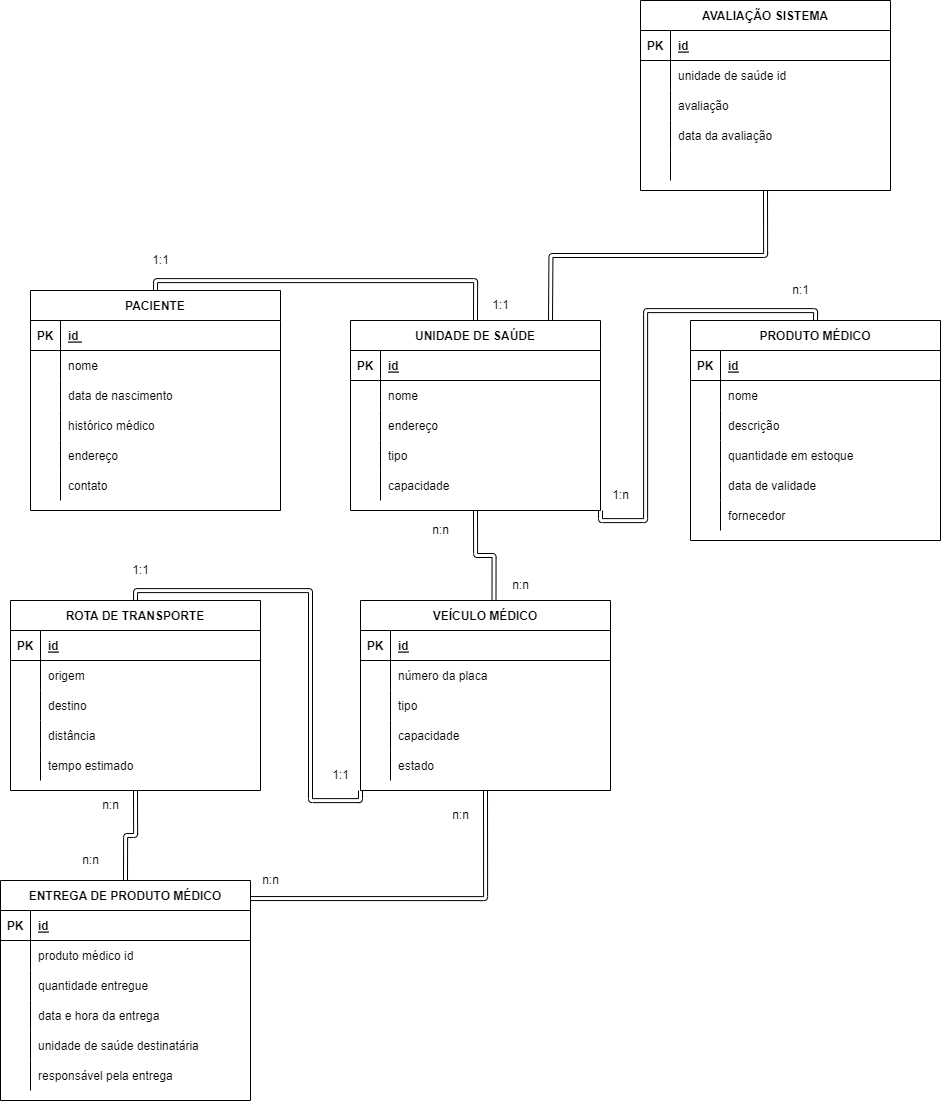 AVALIAÇÃO SISTEMA
PK id
unidade de saúde id
avaliação
data da avaliação
1:1
PACIENTE
PK id
nome
data de nascimento
histórico médico
endereço
contato
1:1
UNIDADE DE SAÚDE
PK id
nome
endereço
tipo
capacidade
n:1
PRODUTO MÉDICO
PK id
nome
descrição
quantidade em estoque
data de validade
fornecedor
1:n
n:n
n:n
1:1
ROTA DE TRANSPORTE
PK id
origem
destino
distância
tempo estimado
VEÍCULO MÉDICO
PK id
número da placa
tipo
capacidade
estado
1:1
n:n
n:n
n:n
n:n
ENTREGA DE PRODUTO MÉDICO
PK id
produto médico id
quantidade entregue
data e hora da entrega
unidade de saúde destinatária
responsável pela entrega